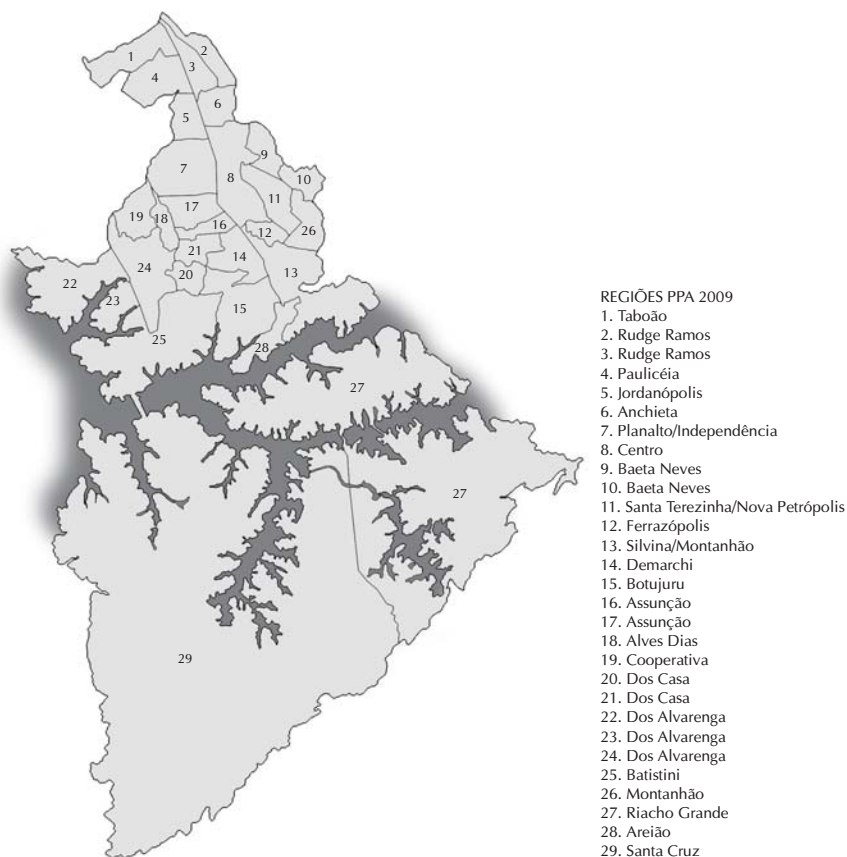 1
2
3
4
6
5
9
7
8
10
11
17
19
18
16
12
26
21
14
24
20
13
22
23
15
25
28
27
27
29
REGIÕES PPA 2009
1. Taboão
2. Rudge Ramos
3. Rudge Ramos
4. Paulicéia
5. Jordanópolis
6. Anchieta
7. Planalto/Independência
8. Centro
9. Baeta Neves
10. Baeta Neves
11. Santa Terezinha/Nova Petrópolis
12. Ferrazópolis
13. Silvina/Montanhão
14. Demarchi
15. Botujuru
16. Assunção
17. Assunção
18. Alves Dias
19. Cooperativa
20. Dos Casa
21. Dos Casa
22. Dos Alvarenga
23. Dos Alvarenga
24. Dos Alvarenga
25. Batistini
26. Montanhão
27. Riacho Grande
28. Areião
29. Santa Cruz